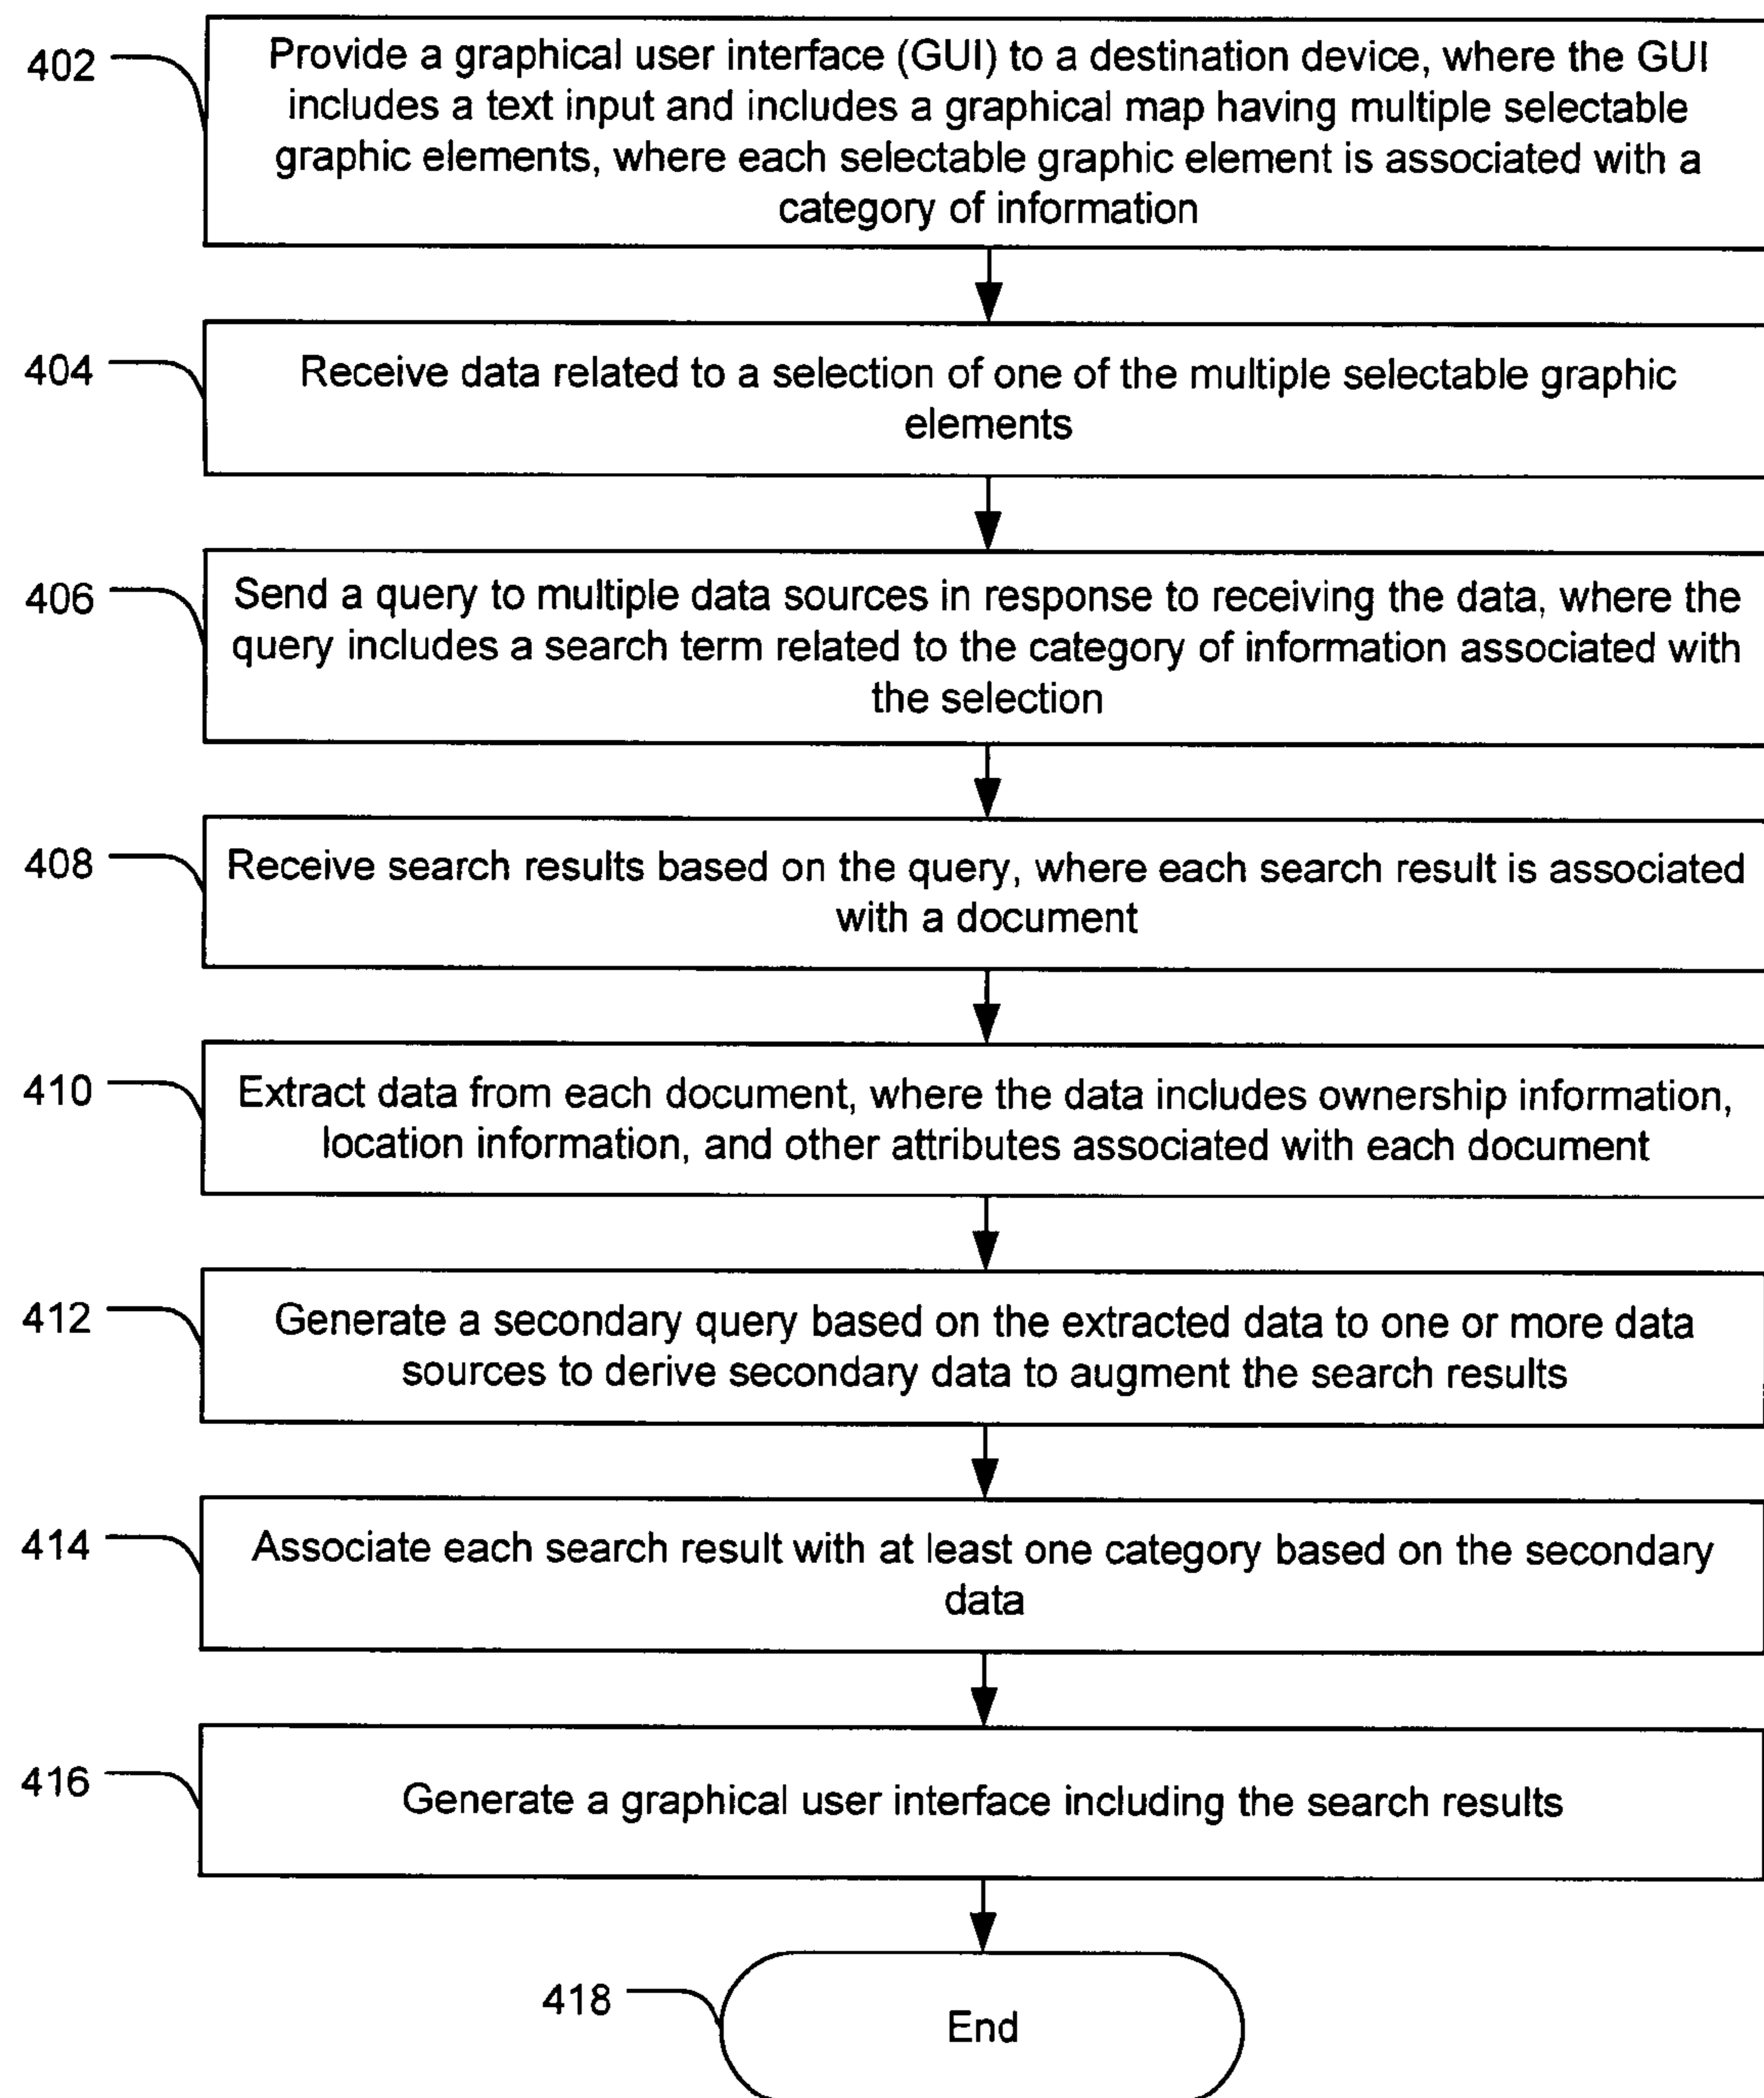 402
Provide a graphical user interface (GUI) to a destination device, where the GUI
includes a text input and includes a graphical map having multiple selectable
graphic elements, where each selectable graphic element is associated with a
category of information
404
Receive data related to a selection of one of the multiple selectable graphic
elements
406
Send a query to multiple data sources in response to receiving the data, where the
query includes a search term related to the category of information associated with
the selection
408
Receive search results based on the query, where each search result is associated
with a document
410
Extract data from each document, where the data includes ownership information,
location information, and other attributes associated with each document
412
Generate a secondary query based on the extracted data to one or more data
sources to derive secondary data to augment the search results
414
Associate each search result with at least one category based on the secondary
data
416
Generate a graphical user interface including the search results
418
End